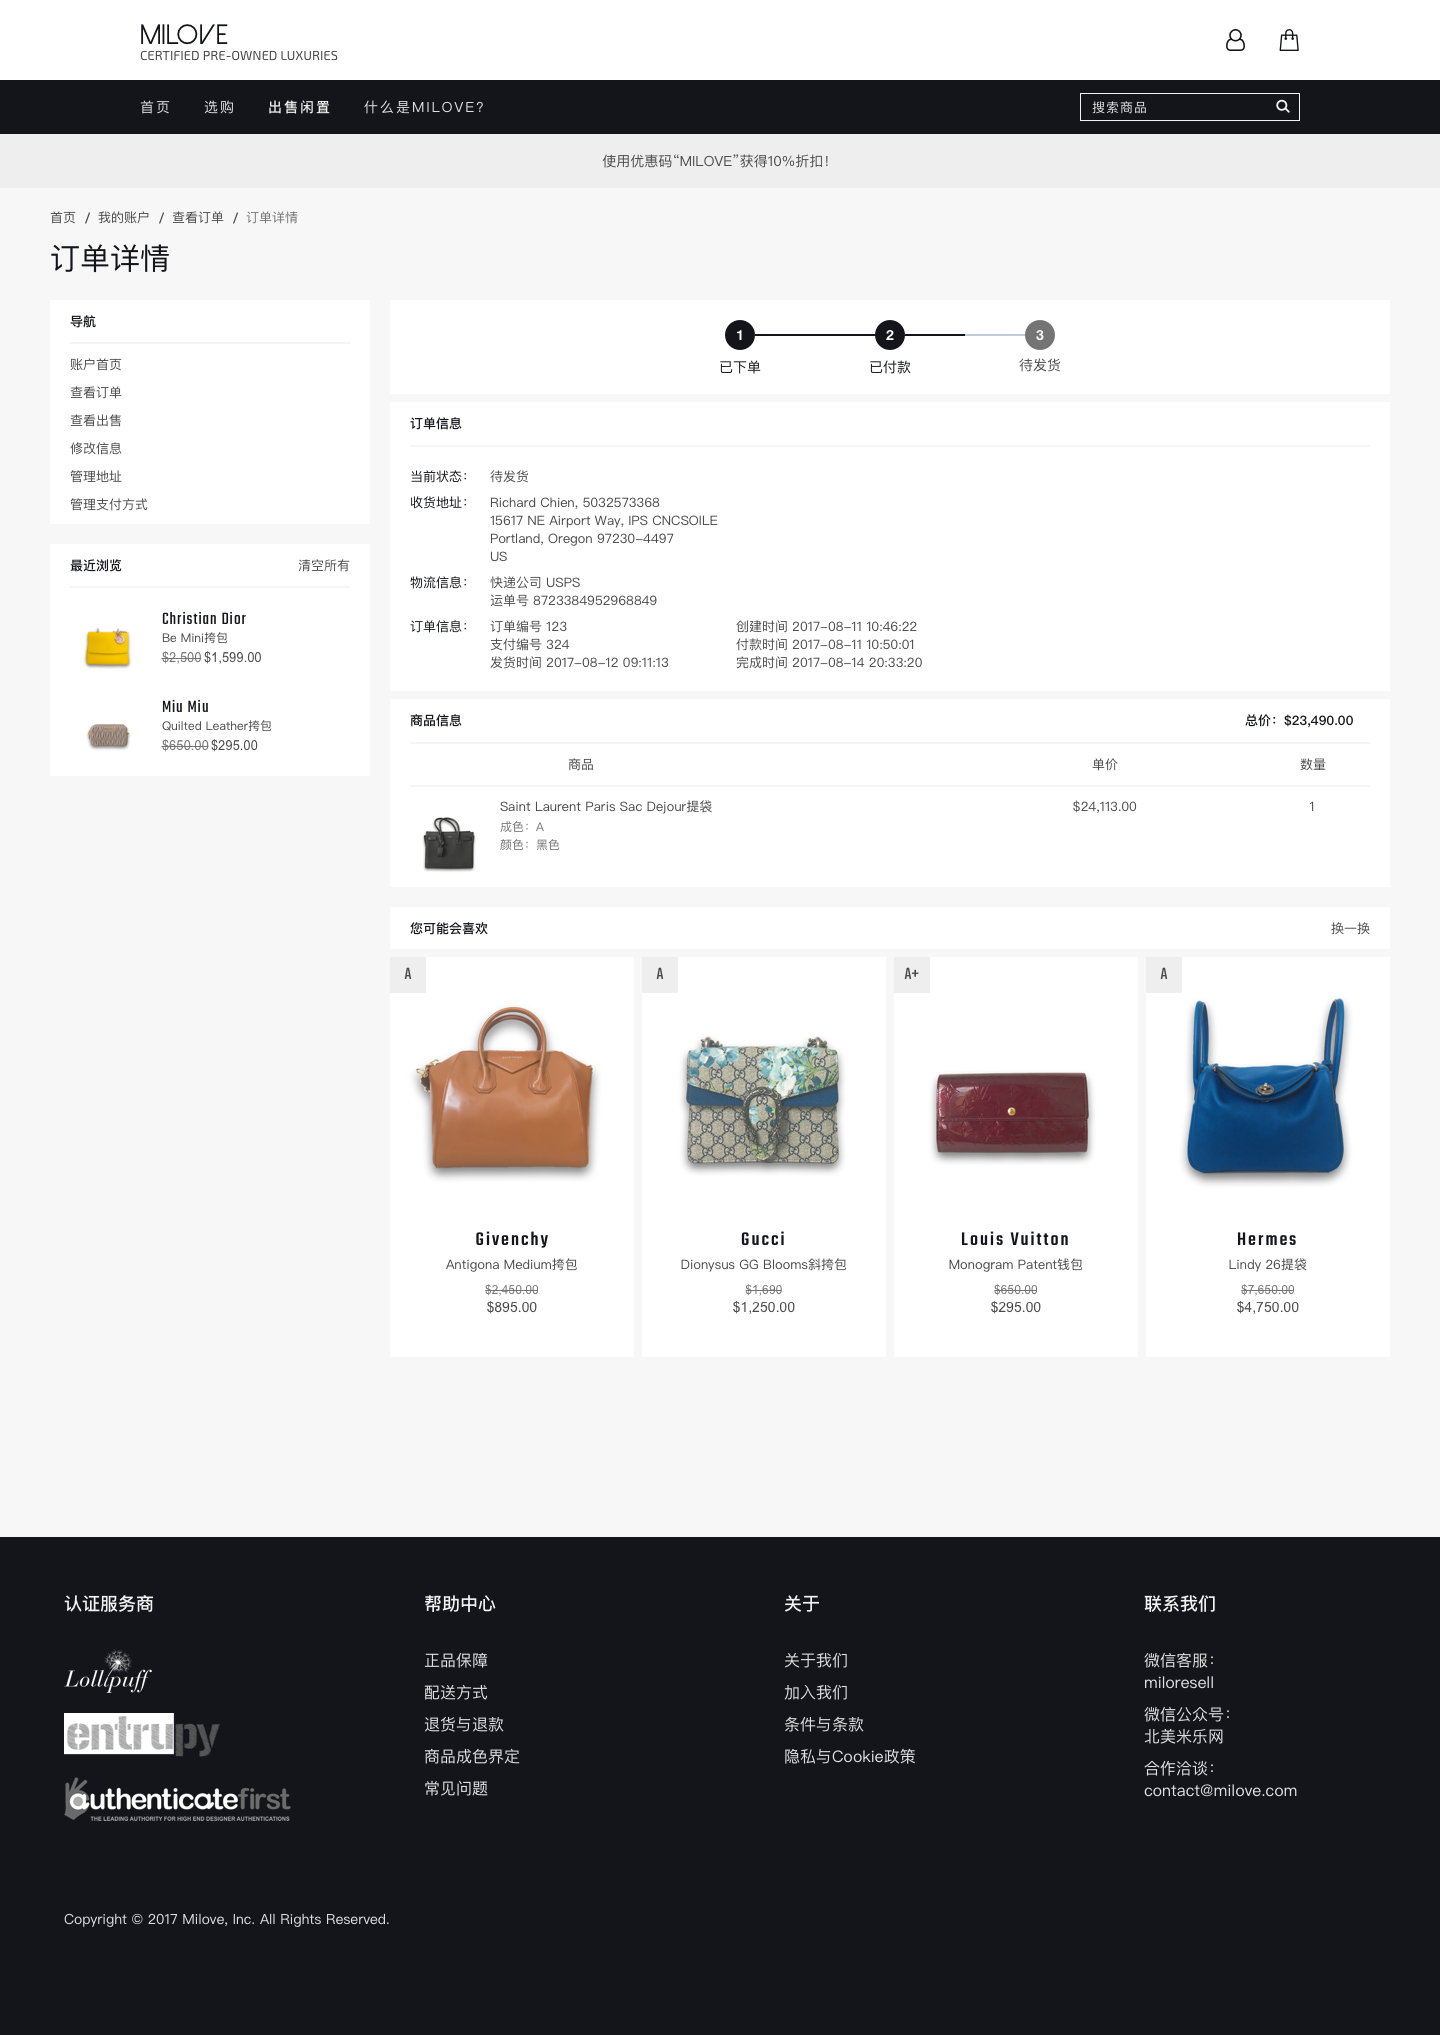 MILOVE
CERTIFIED PRE-OWNED LUXURIES
首页 选购 出售闲置 什么是MILOVE? 搜索商品
使用优惠码“MILOVE”获得10%折扣!
首页 / 我的账户 / 查看订单 / 订单详情
订单详情
导航
账户首页
查看订单
查看出售
修改信息
管理地址
管理支付方式
最近浏览 清空所有
Christian Dior
Be Mini挎包
$2,500 $1,599.00
Miu Miu
Quilted Leather挎包
$650.00 $295.00
1 2 3
已下单 已付款 待发货
订单信息
当前状态: 待发货
收货地址: Richard Chien, 5032573368
15617 NE Airport Way, IPS CNCSOILE
Portland, Oregon 97230-4497
US
物流信息: 快递公司 USPS
运单号 8723384952968849
订单信息: 订单编号 123 创建时间 2017-08-11 10:46:22
支付编号 324 付款时间 2017-08-11 10:50:01
发货时间 2017-08-12 09:11:13 完成时间 2017-08-14 20:33:20
商品信息 总价: $23,490.00
商品 单价 数量
Saint Laurent Paris Sac Dejour提袋 $24,113.00 1
成色: A
颜色: 黑色
您可能会喜欢 换一换
A A A+ A
Givenchy Gucci Louis Vuitton Hermes
Antigona Medium挎包 Dionysus GG Blooms斜挎包 Monogram Patent钱包 Lindy 26提袋
$2,450.00 $1,690 $650.00 $7,650.00
$895.00 $1,250.00 $295.00 $4,750.00
认证服务商
Lollipuff
entrupy
authenticatefirst
THE LEADING AUTHORITY FOR HIGH END DESIGNER AUTHENTICATIONS
帮助中心
正品保障
配送方式
退货与退款
商品成色界定
常见问题
关于
关于我们
加入我们
条件与条款
隐私与Cookie政策
联系我们
微信客服:
miloresell
微信公众号:
北美米乐网
合作洽谈:
contact@milove.com
Copyright © 2017 Milove, Inc. All Rights Reserved.